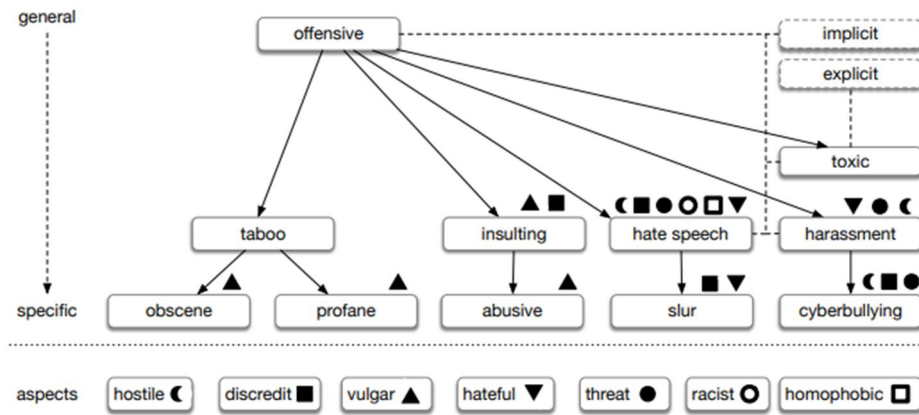 general
offensive
implicit
explicit
toxic
taboo
insulting
hate speech
harassment
specific
obscene
profane
abusive
slur
cyberbullying
aspects
hostile
discredit
vulgar
hateful
threat
racist
homophobic